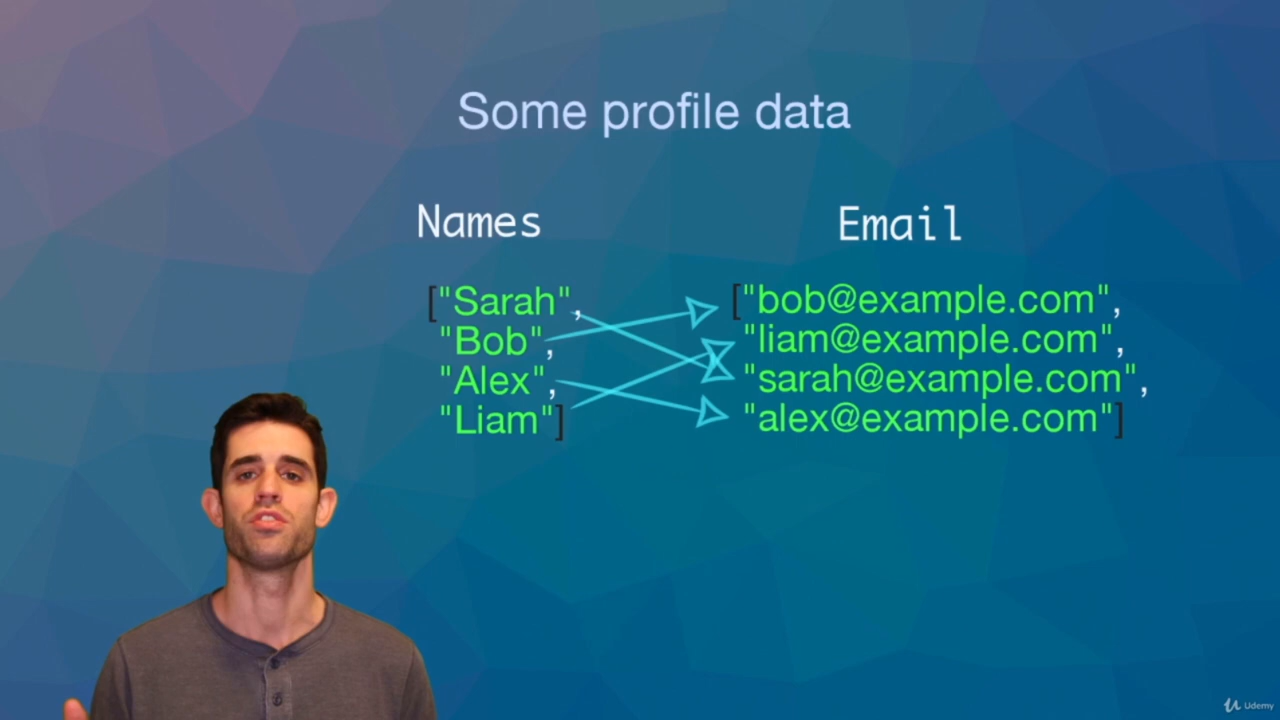 Some profile data
Names
Email
["Sarah",
"Bob",
"Alex",
"Liam"]
["bob@example.com",
"liam@example.com",
"sarah@example.com",
"alex@example.com"]
Udemy